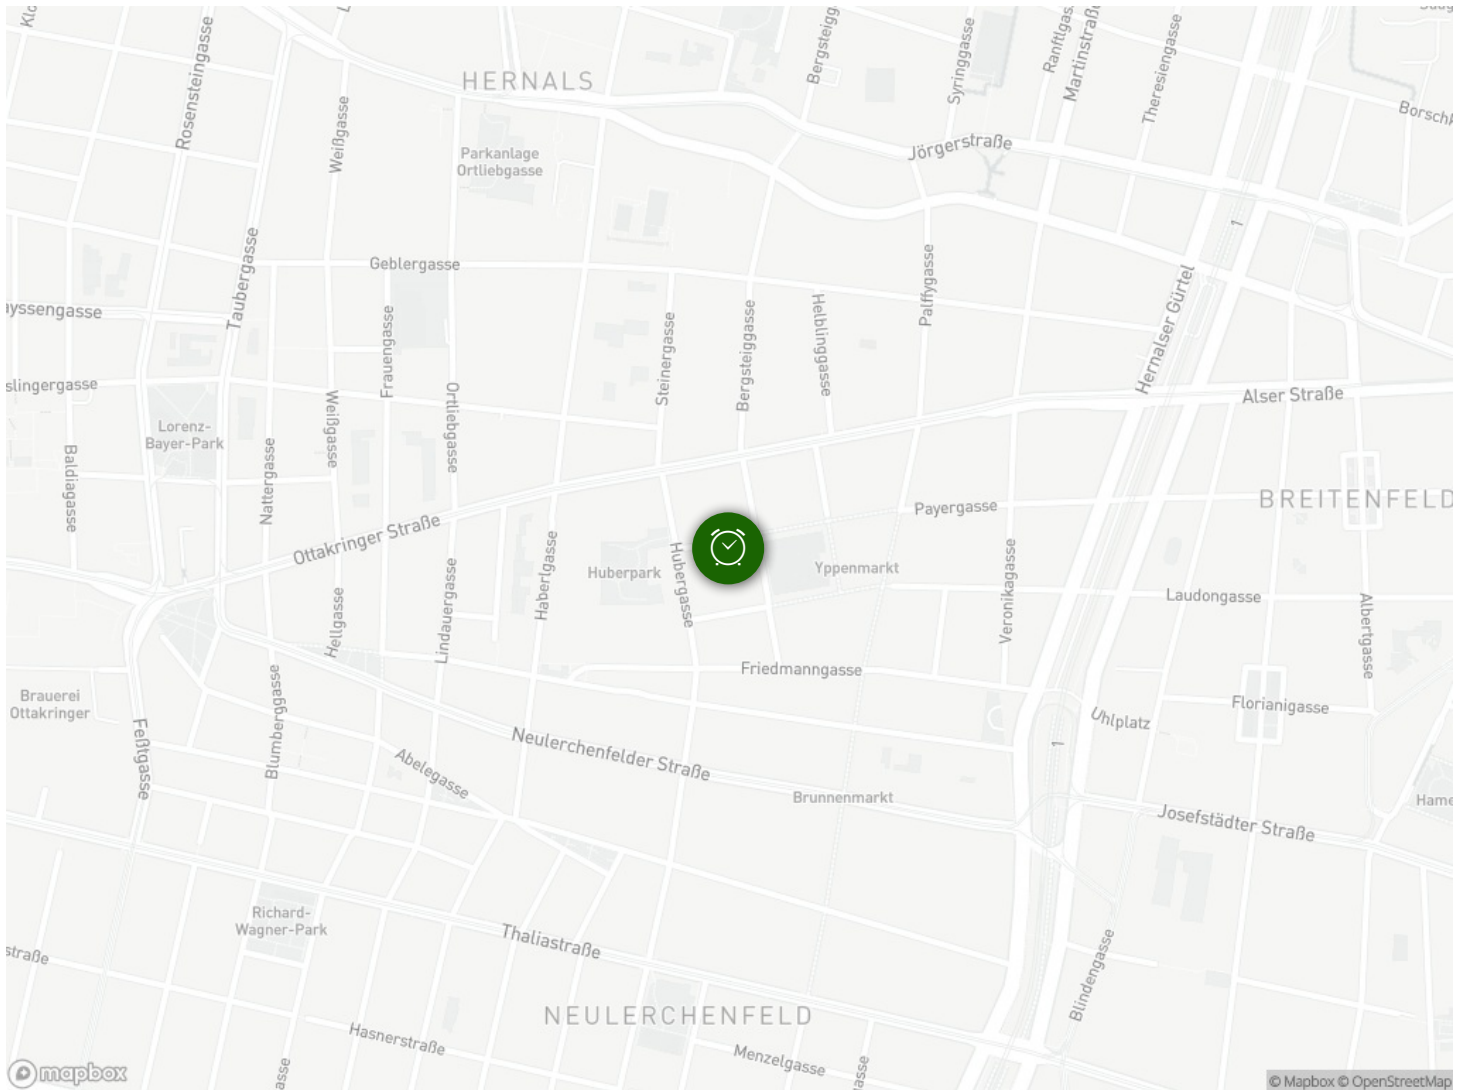 Rosensteingasse
Weißgasse
HERNALS
Parkanlage
Ortliebgasse
Syringgasse
Martinstraße
Theresiengasse
Jörgerstraße
Taubergasse
Geblergasse
Frauengasse
Steinergasse
Bergsteiggasse
Helblinggasse
Palffygasse
Hernalser Gürtel
1
Alser Straße
Lorenz-
Bayer-Park
Weißgasse
Ortliebgasse
Baldiagasse
Nattergasse
Ottakringer Straße
Payergasse
BREITENFELD
Haberlgasse
Huberpark
Hubergasse
Yppenmarkt
Veronikagasse
Laudongasse
Albertgasse
Hellgasse
Lindauergasse
Friedmanngasse
Brauerei
Ottakringer
Blumberggasse
Feßtgasse
Florianigasse
Uhlplatz
1
Neulerchenfelder Straße
Abelegasse
Brunnenmarkt
Josefstädter Straße
Richard-
Wagner-Park
Thaliastraße
Blindengasse
NEULERCHENFELD
Hasnerstraße
Menzelgasse
mapbox
© Mapbox © OpenStreetMap